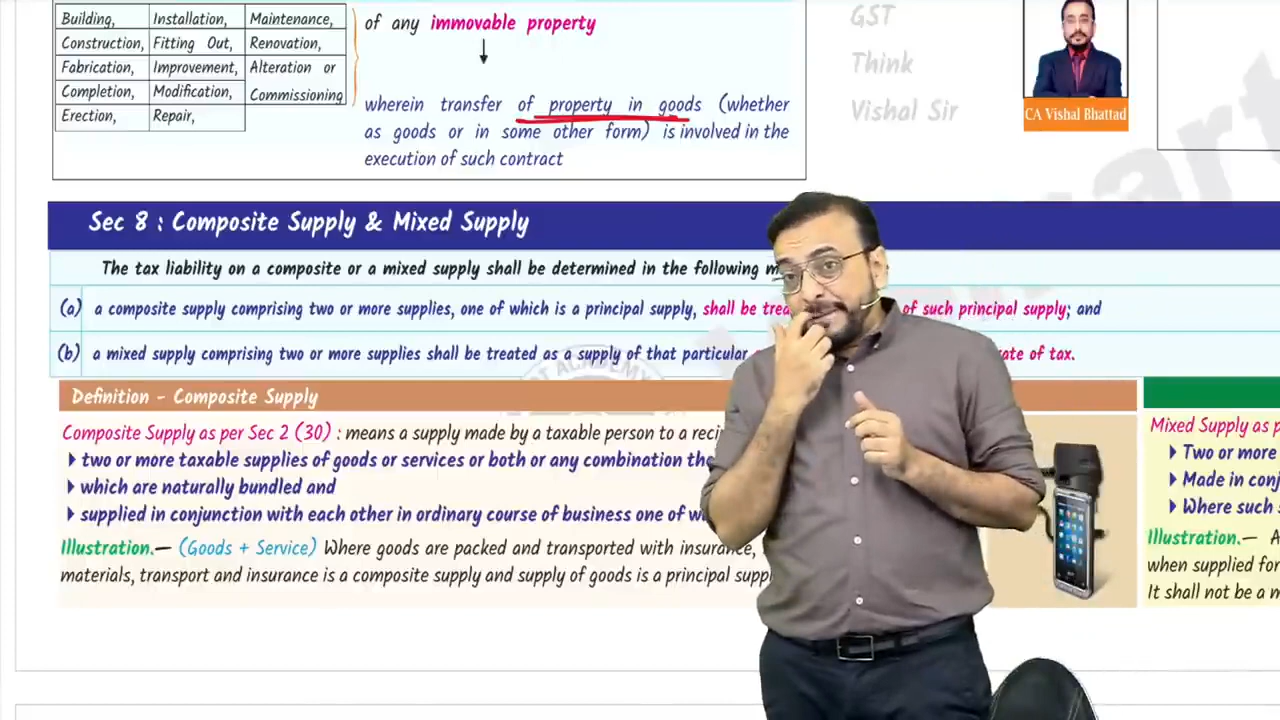 Building, Installation, Maintenance,
Construction, Fitting Out, Renovation,
Fabrication, Improvement, Alteration or
Completion, Modification, Commissioning
Erection, Repair,
of any immovable property
wherein transfer of property in goods (whether
as goods or in some other form) is involved in the
execution of such contract
GST
Think
Vishal Sir
CA Vishal Bhattad
Sec 8 : Composite Supply & Mixed Supply
The tax liability on a composite or a mixed supply shall be determined in the following
(a) a composite supply comprising two or more supplies, one of which is a principal supply, shall be of such principal supply; and
(b) a mixed supply comprising two or more supplies shall be treated as a supply of that particular rate of tax.
Definition - Composite Supply
Composite Supply as per Sec 2 (30) : means a supply made by a taxable person to a
two or more taxable supplies of goods or services or both or any combination
which are naturally bundled and
supplied in conjunction with each other in ordinary course of business one of
Illustration.— (Goods + Service) Where goods are packed and transported with insurance,
materials, transport and insurance is a composite supply and supply of goods is a principal
Mixed Supply as
Two or more
Made in
Where such
Illustration.— A
when supplied for
It shall not be a